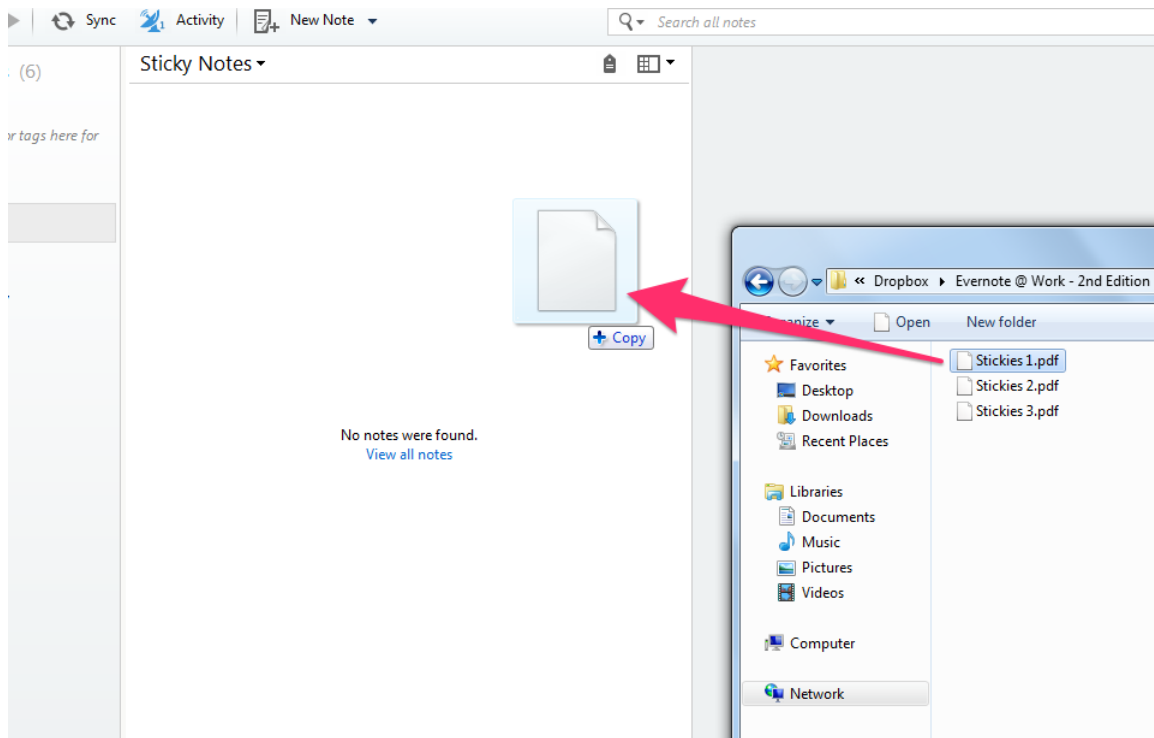 Sync Activity New Note Search all notes
(6)
Sticky Notes
or tags here for
Copy
No notes were found.
View all notes
« Dropbox Evernote @ Work - 2nd Edition
Open New folder
Favorites
Desktop
Downloads
Recent Places
Libraries
Documents
Music
Pictures
Videos
Computer
Network
Stickies 1.pdf
Stickies 2.pdf
Stickies 3.pdf